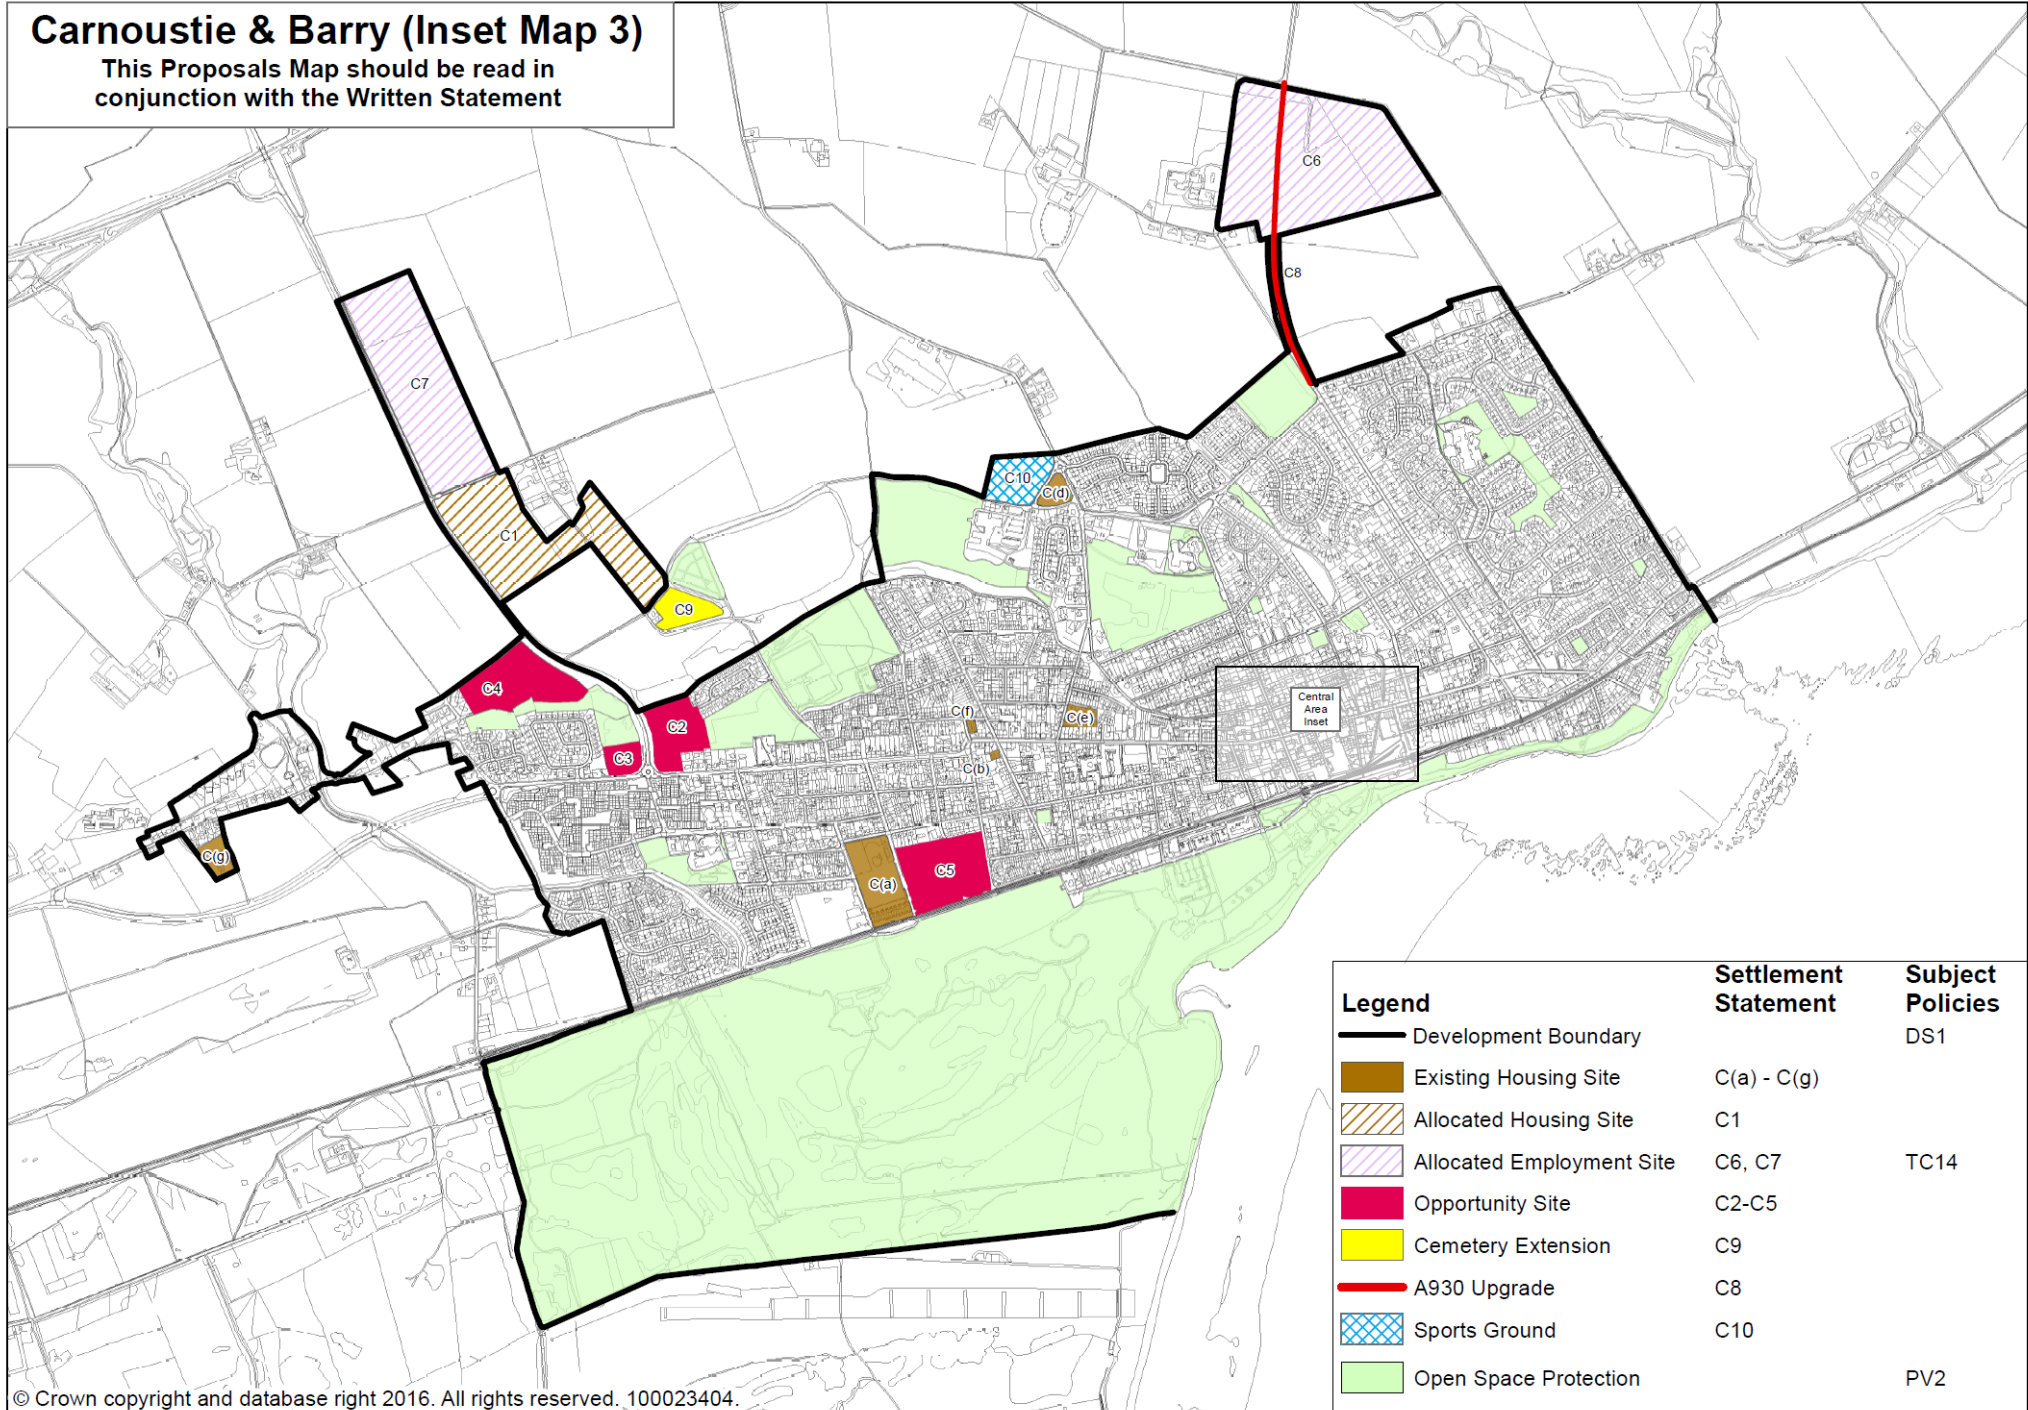 Carnoustie & Barry (Inset Map 3)
This Proposals Map should be read in
conjunction with the Written Statement
C6
C8
C7
C10
C(d)
C1
C9
C4
C2
C(f)
C(e)
Central
Area
Inset
C3
C(b)
C(g)
C(a)
C5
Legend
Settlement
Statement
Subject
Policies
Development Boundary DS1
Existing Housing Site C(a) - C(g)
Allocated Housing Site C1
Allocated Employment Site C6, C7 TC14
Opportunity Site C2-C5
Cemetery Extension C9
A930 Upgrade C8
Sports Ground C10
Open Space Protection PV2
© Crown copyright and database right 2016. All rights reserved. 100023404.